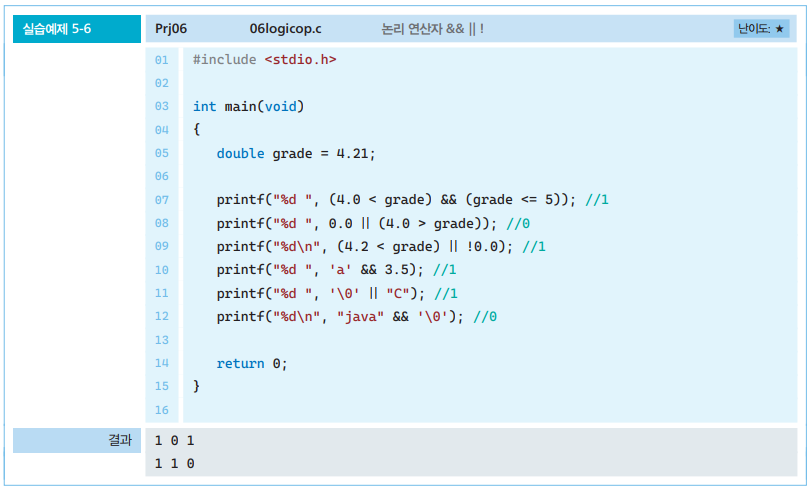 실습예제 5-6 Prj06 06logicop.c 논리 연산자 && || ! 난이도: ★
01 #include <stdio.h>
02
03 int main(void)
04 {
05 double grade = 4.21;
06
07 printf("%d ", (4.0 < grade) && (grade <= 5)); //1
08 printf("%d ", 0.0 || (4.0 > grade)); //0
09 printf("%d\n", (4.2 < grade) || !0.0); //1
10 printf("%d ", 'a' && 3.5); //1
11 printf("%d ", '\0' || "C"); //1
12 printf("%d\n", "java" && '\0'); //0
13
14 return 0;
15 }
16
결과 1 0 1
1 1 0